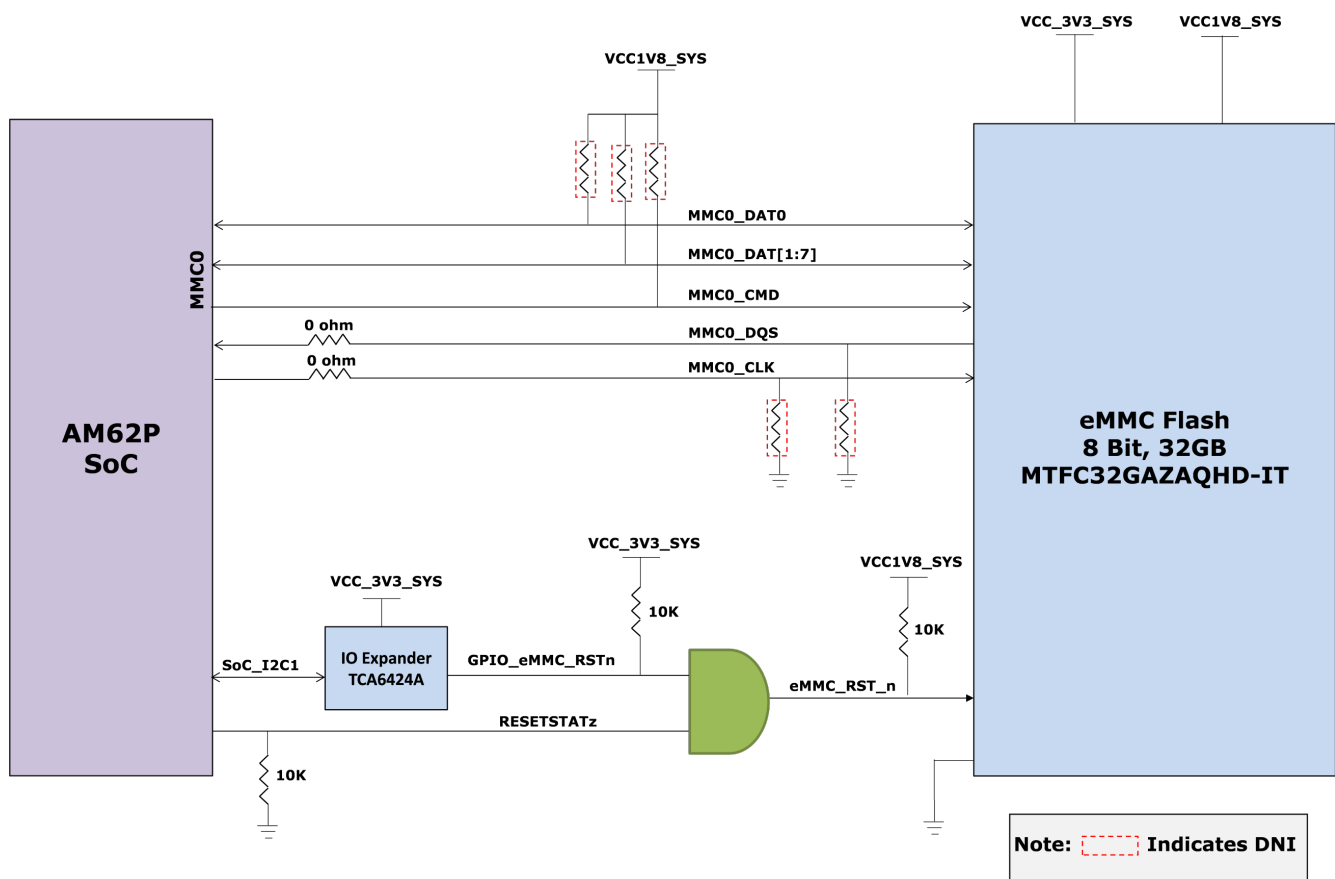 VCC_3V3_SYS
VCC1V8_SYS
VCC1V8_SYS
MMC0_DAT0
MMC0_DAT[1:7]
MMC0
MMC0_CMD
0 ohm
MMC0_DQS
0 ohm
MMC0_CLK
AM62P
SoC
eMMC Flash
8 Bit, 32GB
MTFC32GAZAQHD-IT
VCC_3V3_SYS
VCC1V8_SYS
VCC_3V3_SYS
10K
10K
SoC_I2C1
IO Expander
TCA6424A
GPIO_eMMC_RSTn
eMMC_RST_n
RESETSTATz
10K
Note: Indicates DNI